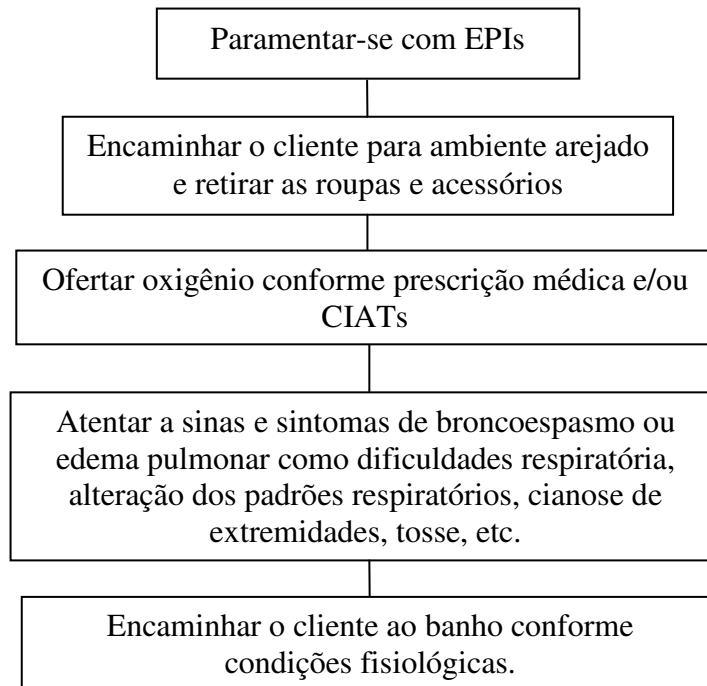 Paramentar-se com EPIs
Encaminhar o cliente para ambiente arejado
e retirar as roupas e acessórios
Ofertar oxigênio conforme prescrição médica e/ou
CIATs
Atentar a sinas e sintomas de broncoespasmo ou
edema pulmonar como dificuldades respiratória,
alteração dos padrões respiratórios, cianose de
extremidades, tosse, etc.
Encaminhar o cliente ao banho conforme
condições fisiológicas.